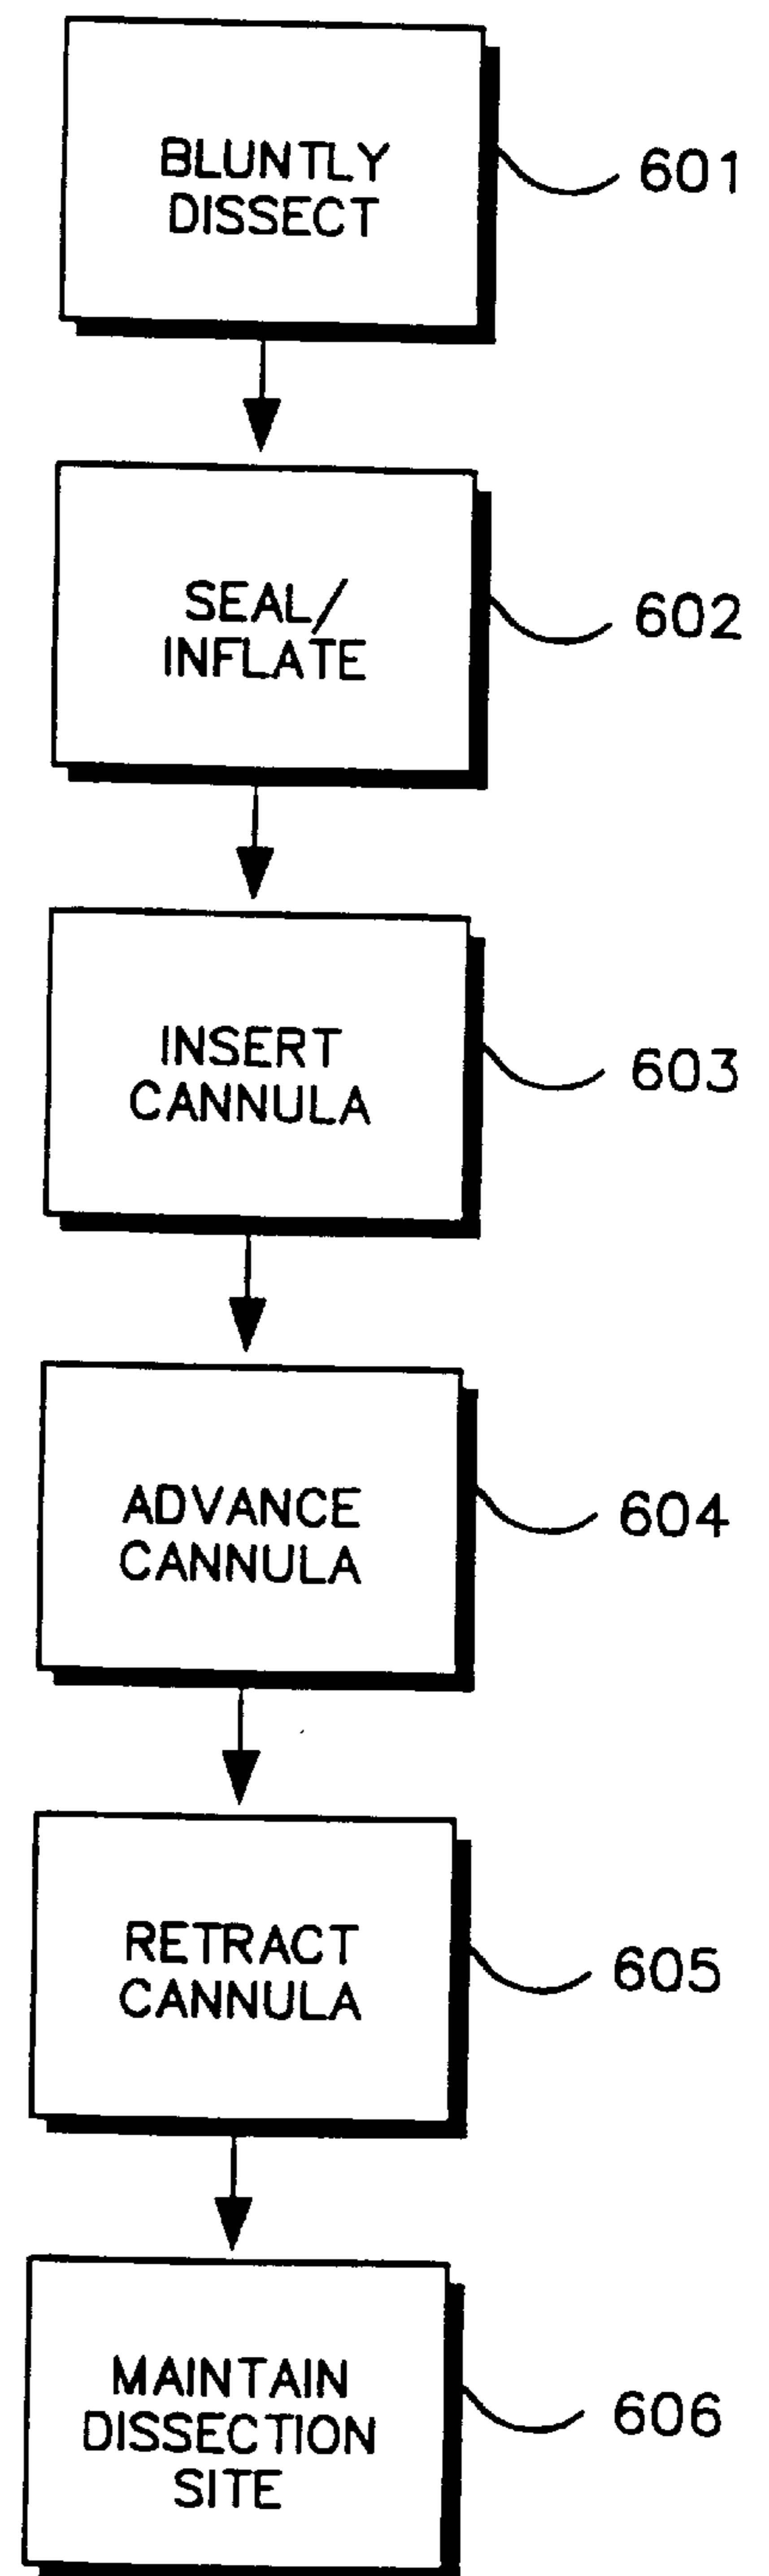 BLUNTLY
DISSECT
601
SEAL/
INFLATE
602
INSERT
CANNULA
603
ADVANCE
CANNULA
604
RETRACT
CANNULA
605
MAINTAIN
DISSECTION
SITE
606